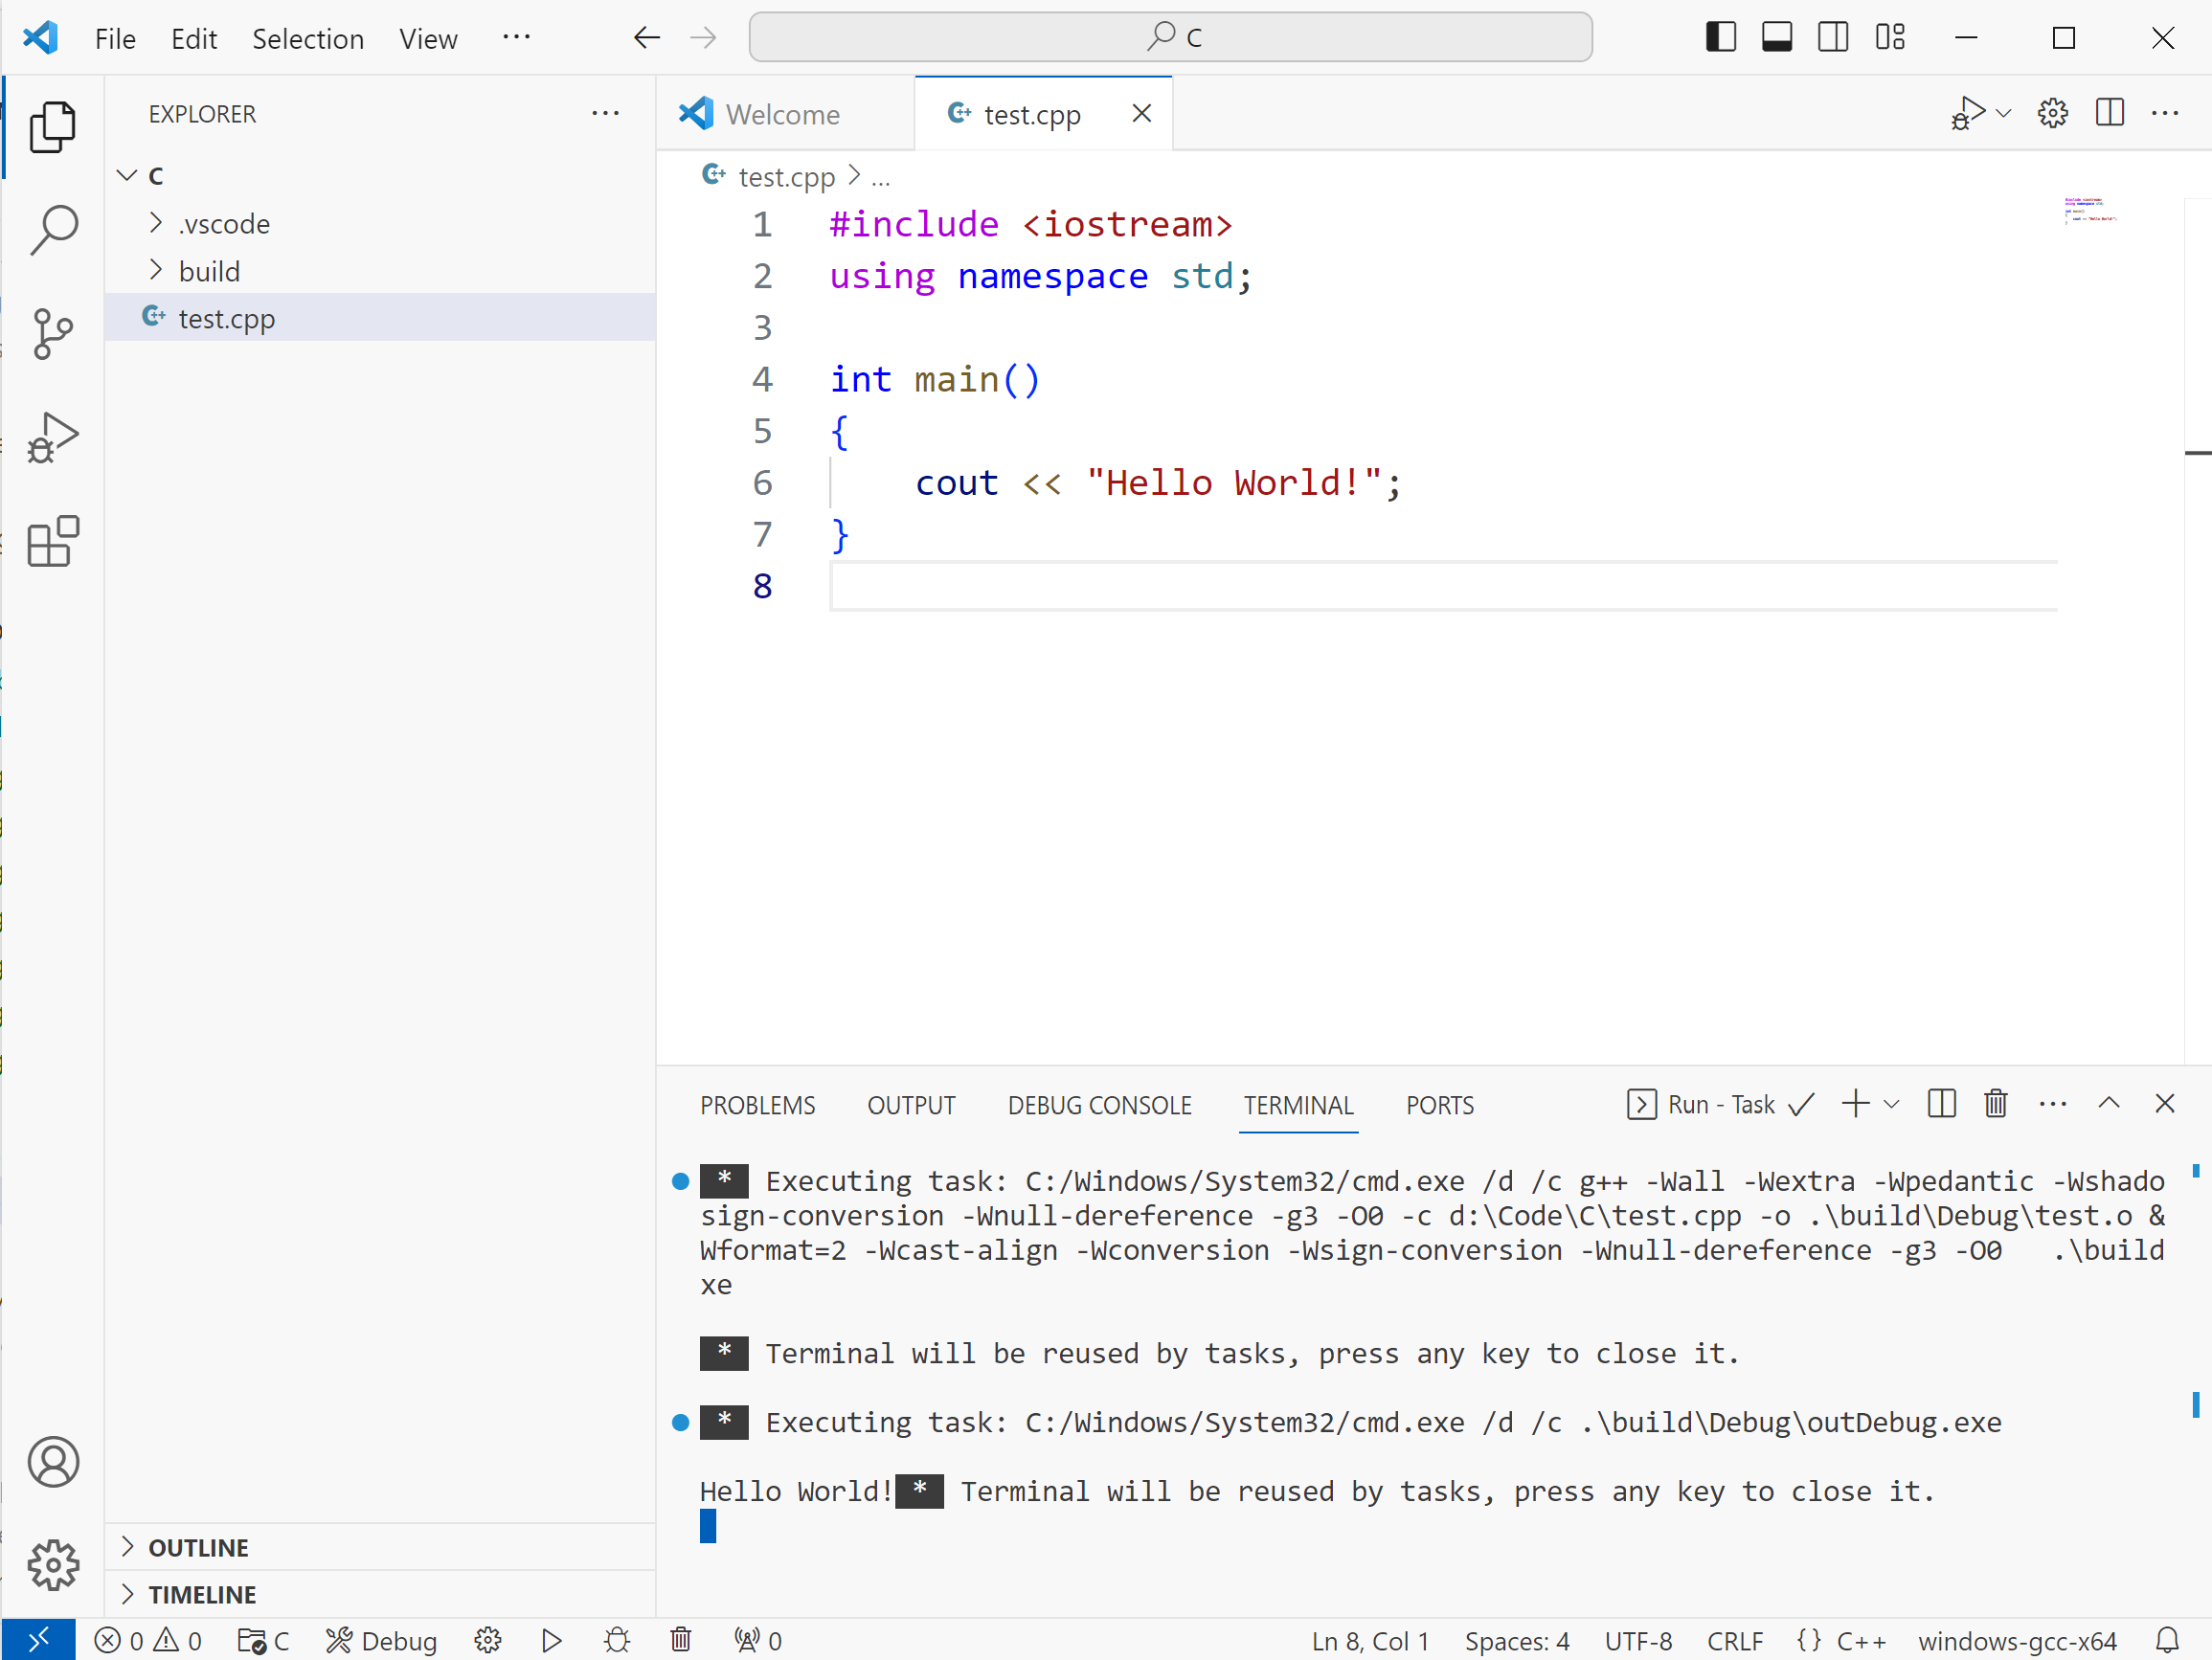 File Edit Selection View ··· C
EXPLORER ···
C
.vscode
build
test.cpp
OUTLINE
TIMELINE
Welcome test.cpp
test.cpp > ...
1 #include <iostream>
2 using namespace std;
3
4 int main()
5 {
6 cout << "Hello World!";
7 }
8
PROBLEMS OUTPUT DEBUG CONSOLE TERMINAL PORTS Run - Task
* Executing task: C:/Windows/System32/cmd.exe /d /c g++ -Wall -Wextra -Wpedantic -Wshado
sign-conversion -Wnull-dereference -g3 -O0 -c d:\Code\C\test.cpp -o .\build\Debug\test.o &
Wformat=2 -Wcast-align -Wconversion -Wsign-conversion -Wnull-dereference -g3 -O0 .\build
xe
* Terminal will be reused by tasks, press any key to close it.
* Executing task: C:/Windows/System32/cmd.exe /d /c .\build\Debug\outDebug.exe
Hello World! * Terminal will be reused by tasks, press any key to close it.
0 0 C Debug 0 Ln 8, Col 1 Spaces: 4 UTF-8 CRLF {} C++ windows-gcc-x64